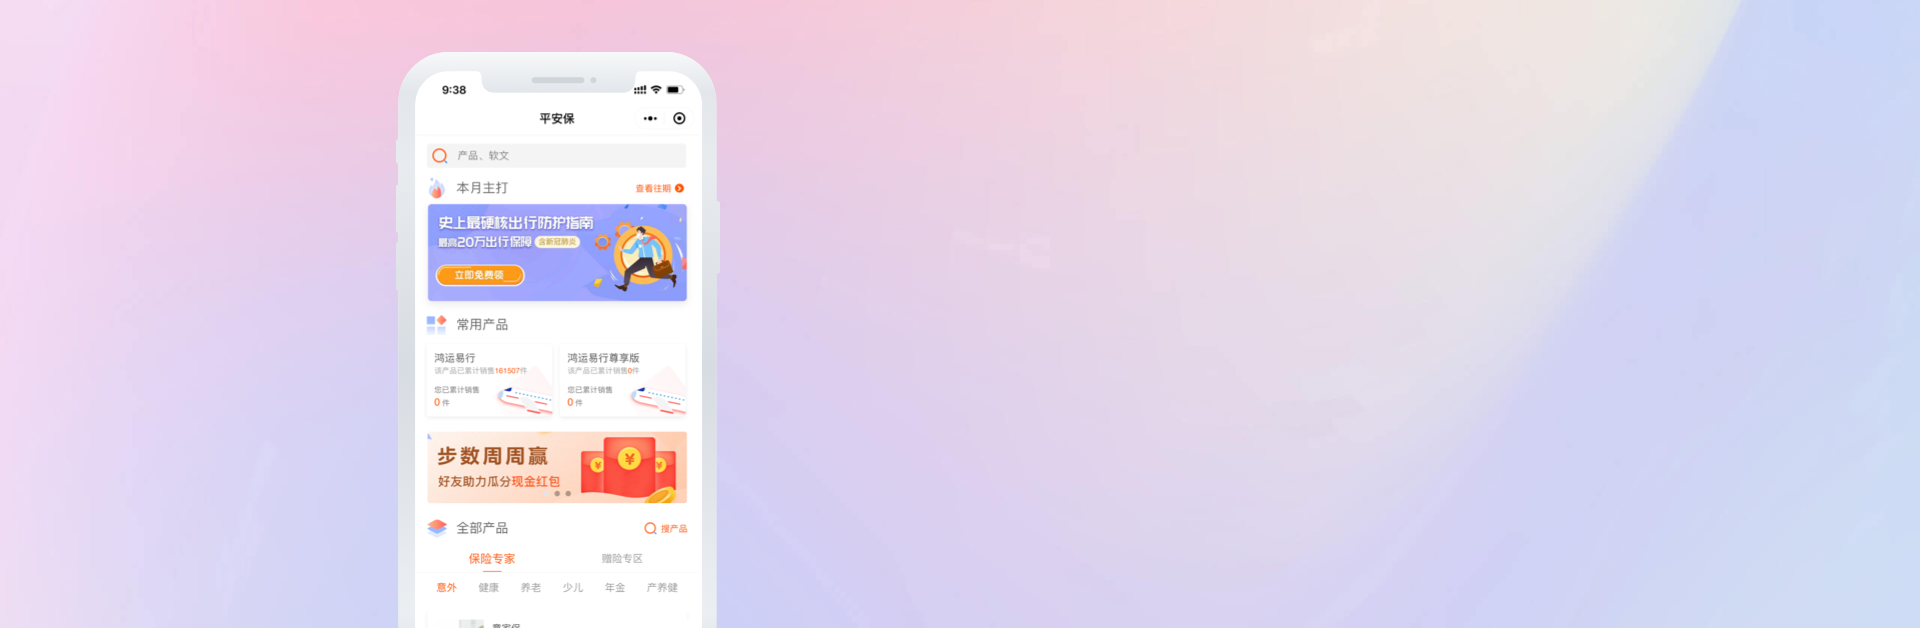 9:38
平安保
产品、软文
本月主打
查看往期
史上最硬核出行防护指南
最高20万出行保障 含新冠肺炎
立即免费领
常用产品
鸿运易行
该产品已累计销售161507件
您已累计销售
0 件
鸿运易行尊享版
该产品已累计销售0件
您已累计销售
0 件
步数周周赢
好友助力瓜分现金红包
全部产品
搜产品
保险专家 赠险专区
意外 健康 养老 少儿 年金 产养健